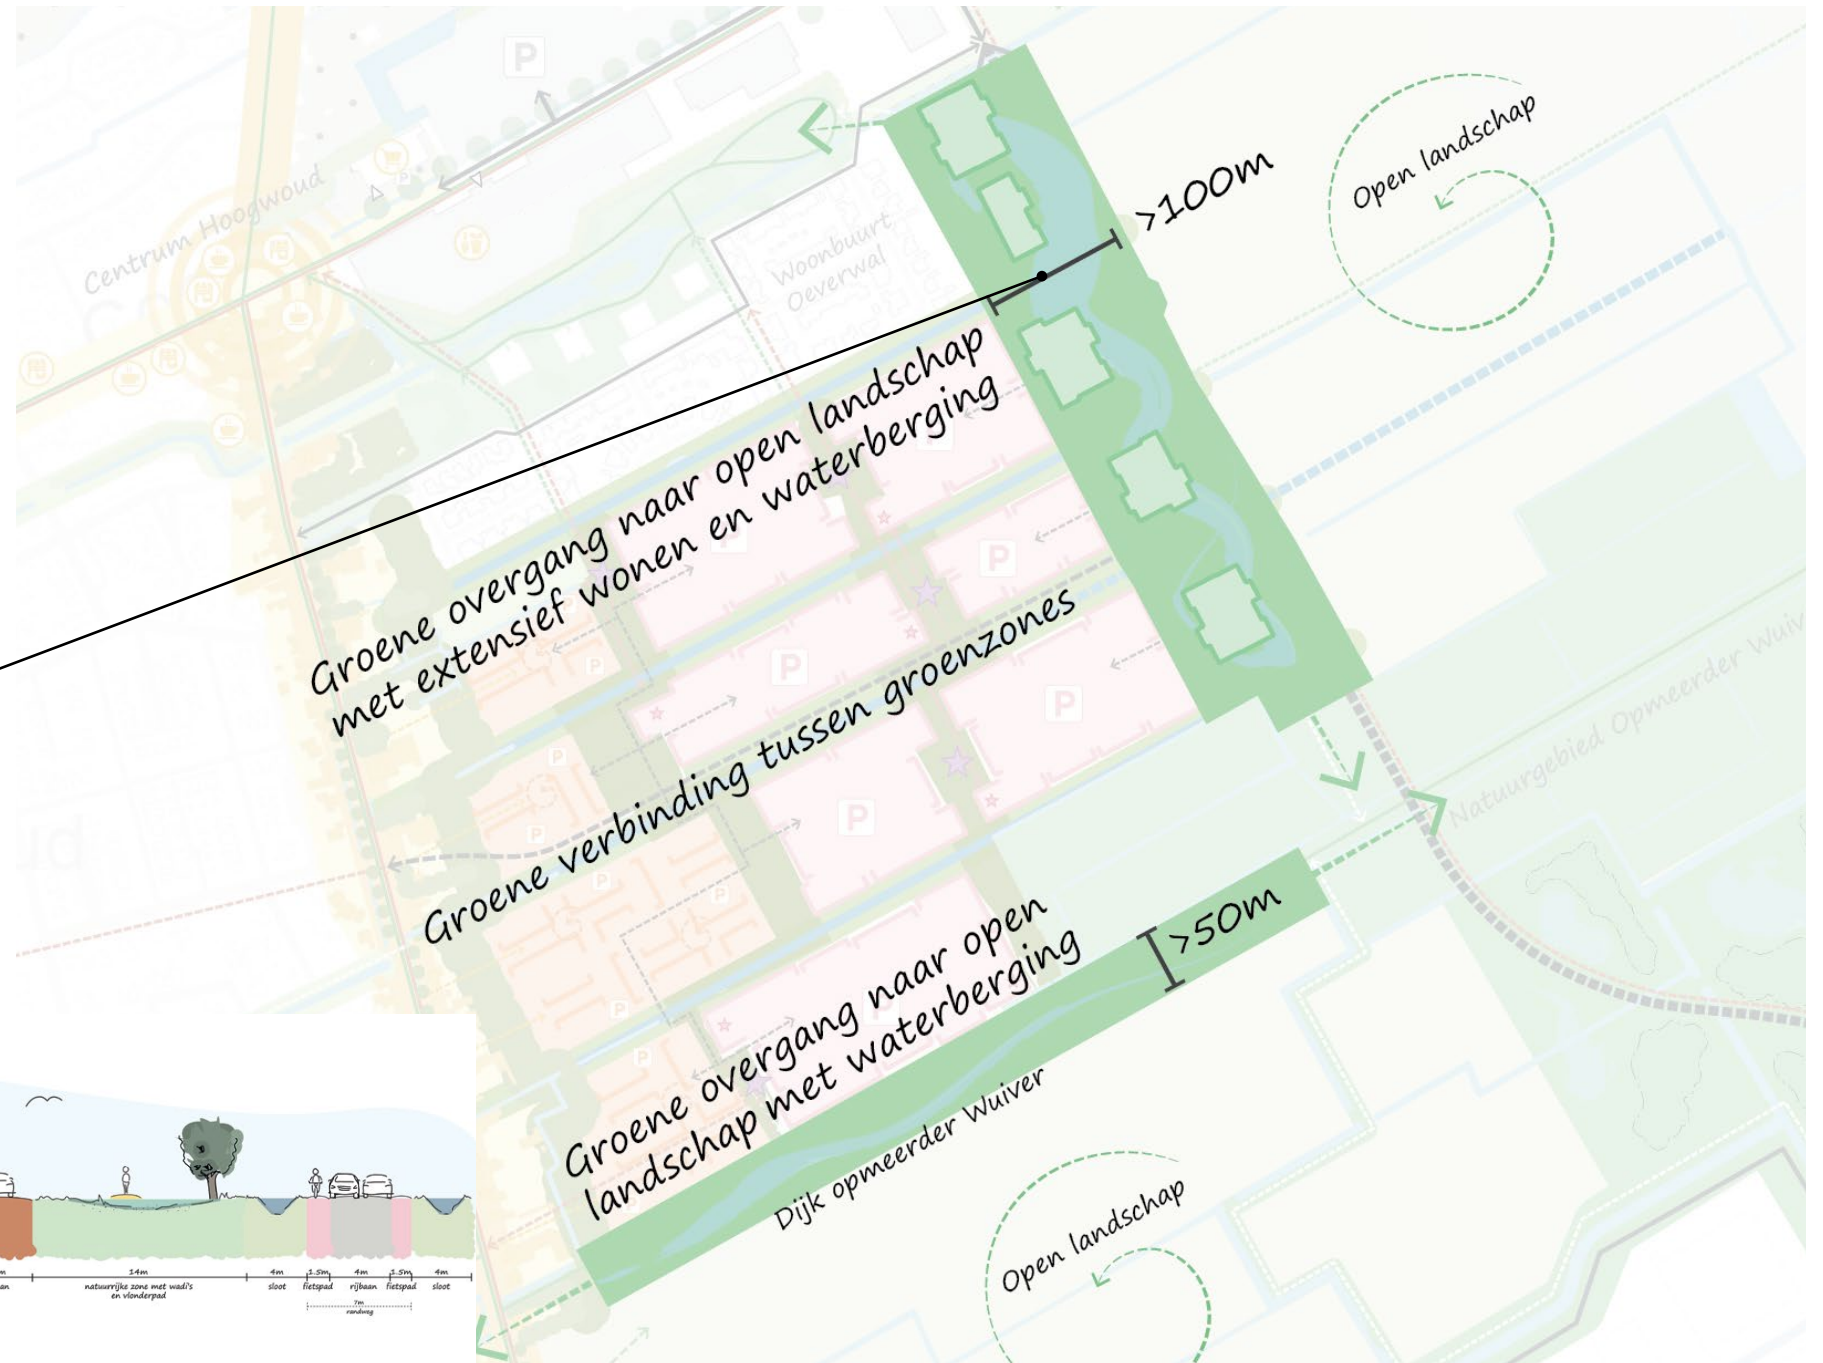 P
Centrum Hoogwoud
P
Woonbuurt
Oeverwal
>100m
Open landschap
Groene overgang naar open landschap
met extensief wonen en waterberging
P
P
P
P
P
Groene verbinding tussen groenzones
P
P
P
P
P
P
P
Natuurgebied Opmeerder Wuiv
ud
>50m
Groene overgang naar open
landschap met waterberging
Dijk opmeerder Wuiver
Open landschap
m
14m
4m
1.5m
4m
1.5m
4m
an
natuurrijke zone met wadi's
en vlonderpad
sloot
fietspad
rijbaan
fietspad
sloot
7m
randweg